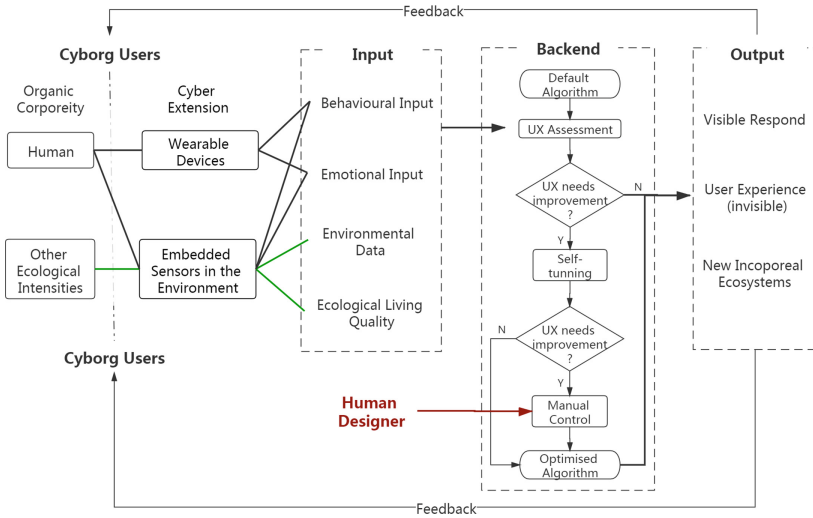 Feedback
Cyborg Users
Organic
Corporeity
Cyber
Extension
Human
Wearable
Devices
Other
Ecological
Intensities
Embedded
Sensors in the
Environment
Cyborg Users
Input
Behavioural Input
Emotional Input
Environmental
Data
Ecological Living
Quality
Human
Designer
Backend
Default
Algorithm
UX Assessment
UX needs
improvement
?
N
Y
Self-
tunning
UX needs
improvement
?
N
Y
Manual
Control
Optimised
Algorithm
Output
Visible Respond
User Experience
(invisible)
New Incoporeal
Ecosystems
Feedback